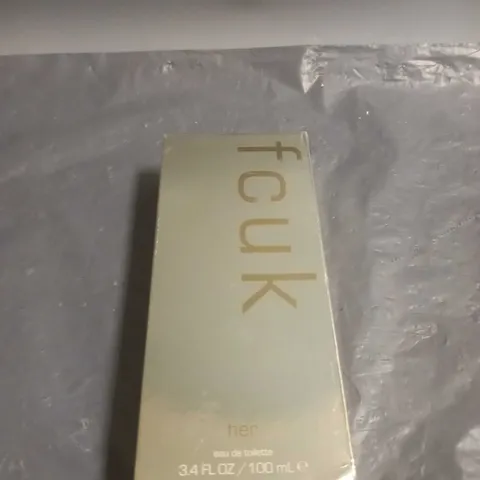 fcuk
her
eau de toilette
3.4 FL OZ / 100 mL ℮